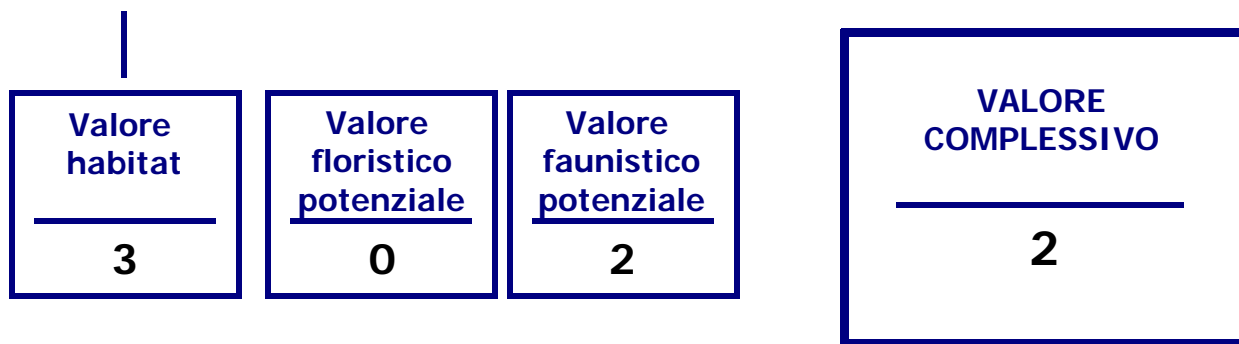 Valore
habitat
3
Valore
floristico
potenziale
0
Valore
faunistico
potenziale
2
VALORE
COMPLESSIVO
2